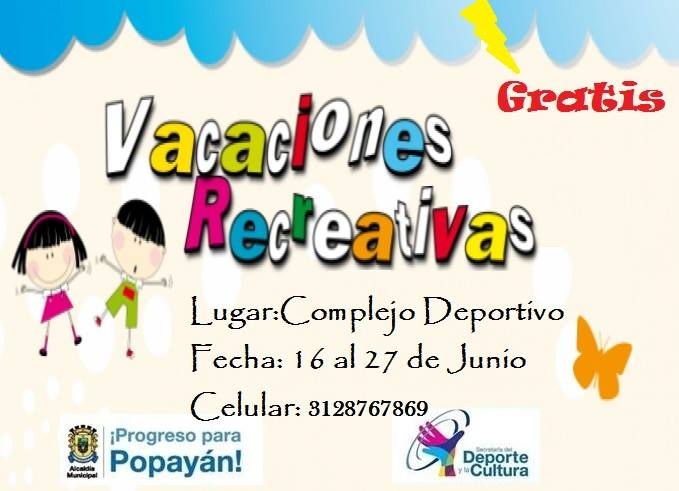 Gratis
Vacaciones
Recreativas
Lugar:Complejo Deportivo
Fecha: 16 al 27 de Junio
Celular: 3128767869
Alcaldía
Municipal
¡Progreso para
Popayán!
Secretaría del
Deporte
y la Cultura